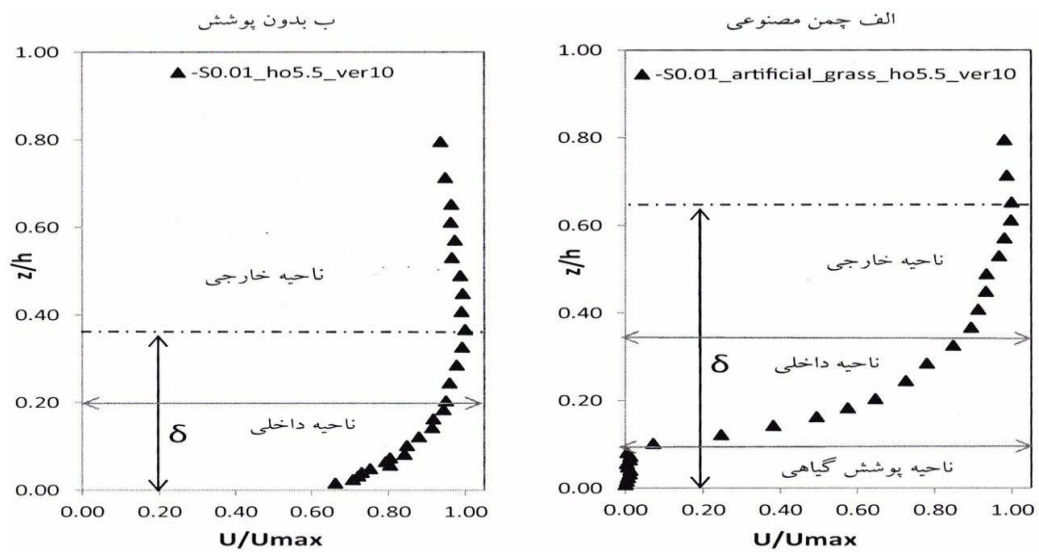 ب بدون پوشش
1.00
▲ -S0.01_ho5.5_ver10
0.80
0.60
z/h
ناحیه خارجی
0.40
δ
0.20
ناحیه داخلی
0.00
0.00 0.20 0.40 0.60 0.80 1.00
U/Umax
الف چمن مصنوعی
1.00
▲ -S0.01_artificial_grass_ho5.5_ver10
0.80
0.60
z/h
ناحیه خارجی
0.40
ناحیه داخلی
δ
0.20
ناحیه پوشش گیاهی
0.00
0.00 0.20 0.40 0.60 0.80 1.00
U/Umax